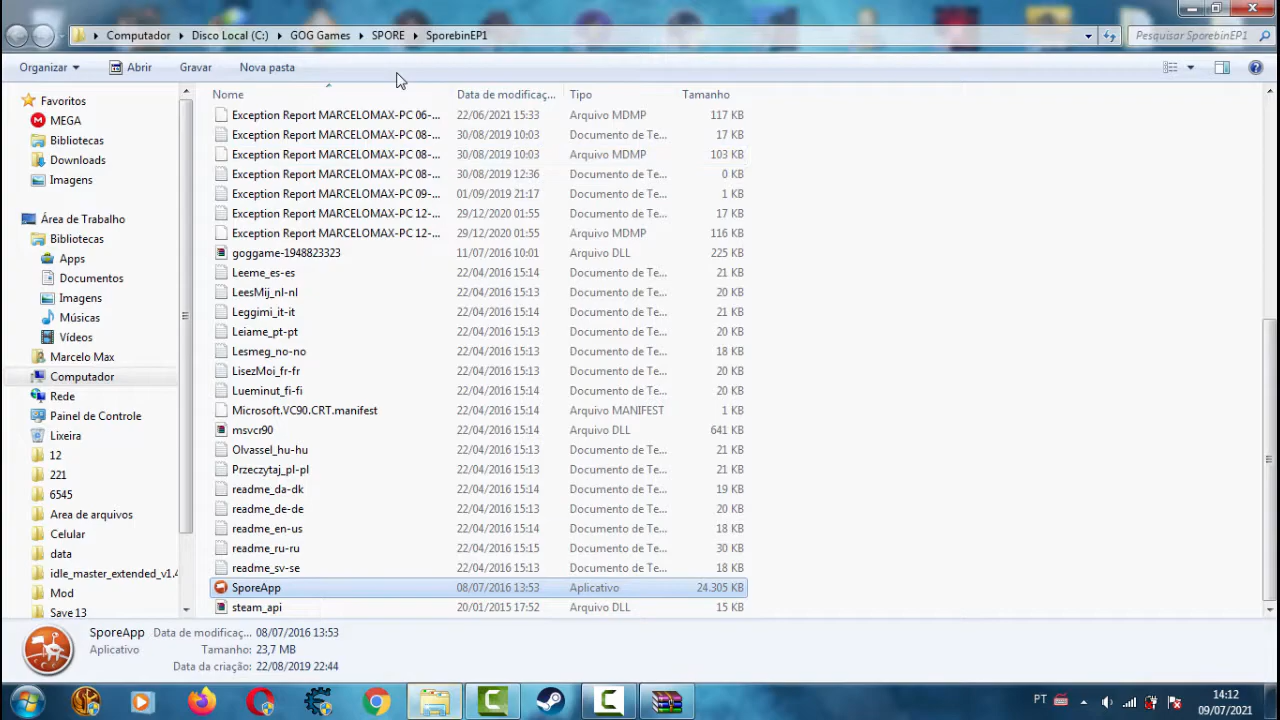 Computador ▸ Disco Local (C:) ▸ GOG Games ▸ SPORE ▸ SporebinEP1
Pesquisar SporebinEP1
Organizar Abrir Gravar Nova pasta
Favoritos
MEGA
Bibliotecas
Downloads
Imagens
Área de Trabalho
Bibliotecas
Apps
Documentos
Imagens
Músicas
Vídeos
Marcelo Max
Computador
Rede
Painel de Controle
Lixeira
12
221
6545
Area de arquivos
Celular
data
idle_master_extended_v1.4
Mod
Save 13
Nome Data de modificaç... Tipo Tamanho
Exception Report MARCELOMAX-PC 06-... 22/06/2021 15:33 Arquivo MDMP 117 KB
Exception Report MARCELOMAX-PC 08-... 30/08/2019 10:03 Documento de Te... 17 KB
Exception Report MARCELOMAX-PC 08-... 30/08/2019 10:03 Arquivo MDMP 103 KB
Exception Report MARCELOMAX-PC 08-... 30/08/2019 12:36 Documento de Te... 0 KB
Exception Report MARCELOMAX-PC 09-... 01/09/2019 21:17 Documento de Te... 1 KB
Exception Report MARCELOMAX-PC 12-... 29/12/2020 01:55 Documento de Te... 17 KB
Exception Report MARCELOMAX-PC 12-... 29/12/2020 01:55 Arquivo MDMP 116 KB
goggame-1948823323 11/07/2016 10:01 Arquivo DLL 225 KB
Leeme_es-es 22/04/2016 15:14 Documento de Te... 21 KB
LeesMij_nl-nl 22/04/2016 15:13 Documento de Te... 20 KB
Leggimi_it-it 22/04/2016 15:14 Documento de Te... 21 KB
Leiame_pt-pt 22/04/2016 15:13 Documento de Te... 20 KB
Lesmeg_no-no 22/04/2016 15:13 Documento de Te... 18 KB
LisezMoi_fr-fr 22/04/2016 15:13 Documento de Te... 20 KB
Lueminut_fi-fi 22/04/2016 15:14 Documento de Te... 20 KB
Microsoft.VC90.CRT.manifest 22/04/2016 15:14 Arquivo MANIFEST 1 KB
msvcr90 22/04/2016 15:14 Arquivo DLL 641 KB
Olvassel_hu-hu 22/04/2016 15:13 Documento de Te... 21 KB
Przeczytaj_pl-pl 22/04/2016 15:13 Documento de Te... 21 KB
readme_da-dk 22/04/2016 15:14 Documento de Te... 19 KB
readme_de-de 22/04/2016 15:13 Documento de Te... 20 KB
readme_en-us 22/04/2016 15:14 Documento de Te... 18 KB
readme_ru-ru 22/04/2016 15:15 Documento de Te... 30 KB
readme_sv-se 22/04/2016 15:13 Documento de Te... 18 KB
SporeApp 08/07/2016 13:53 Aplicativo 24.305 KB
steam_api 20/01/2015 17:52 Arquivo DLL 15 KB
SporeApp Data de modificaç... 08/07/2016 13:53
Aplicativo Tamanho: 23,7 MB
Data da criação: 22/08/2019 22:44
PT
14:12
09/07/2021